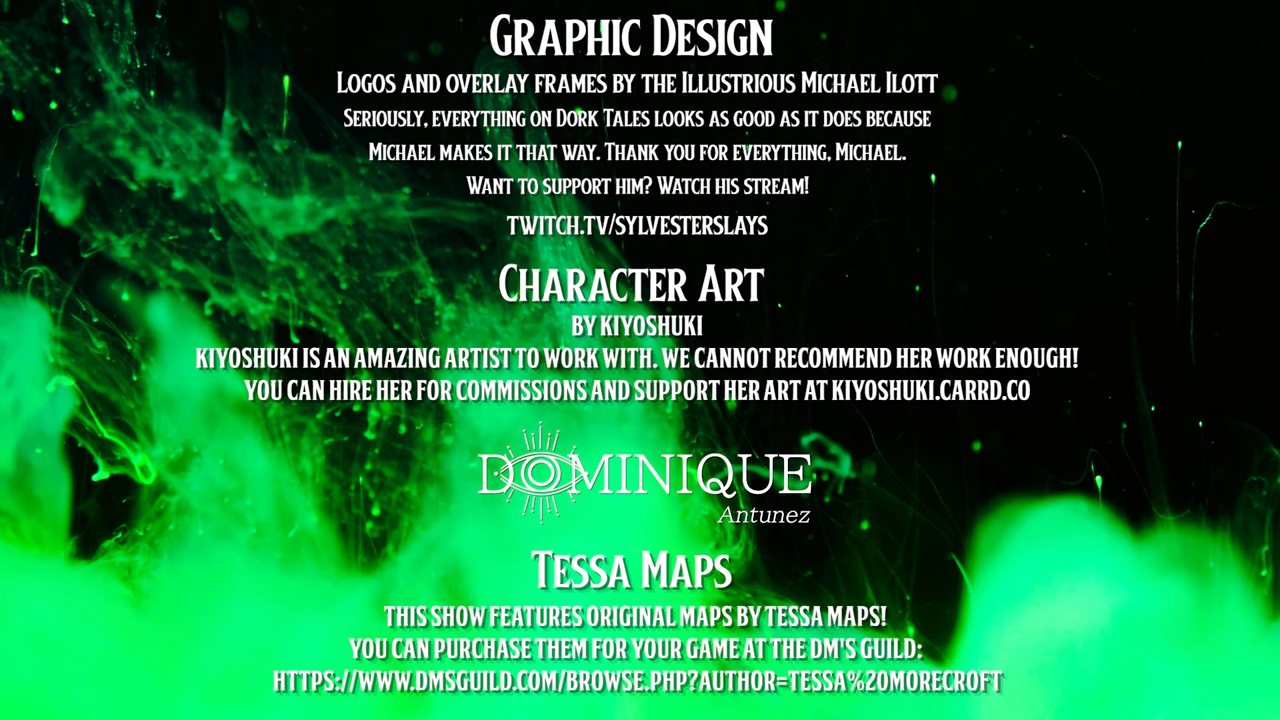 Graphic Design
Logos and overlay frames by the Illustrious Michael Ilott
Seriously, everything on Dork Tales looks as good as it does because
Michael makes it that way. Thank you for everything, Michael.
Want to support him? Watch his stream!
twitch.tv/sylvesterslays
Character Art
by Kiyoshuki
KIYOSHUKI IS AN AMAZING ARTIST TO WORK WITH. WE CANNOT RECOMMEND HER WORK ENOUGH!
YOU CAN HIRE HER FOR COMMISSIONS AND SUPPORT HER ART AT KIYOSHUKI.CARRD.CO
DOMINIQUE
Antunez
Tessa Maps
THIS SHOW FEATURES ORIGINAL MAPS BY TESSA MAPS!
YOU CAN PURCHASE THEM FOR YOUR GAME AT THE DM'S GUILD:
HTTPS://WWW.DMSGUILD.COM/BROWSE.PHP?AUTHOR=TESSA%20MORECROFT